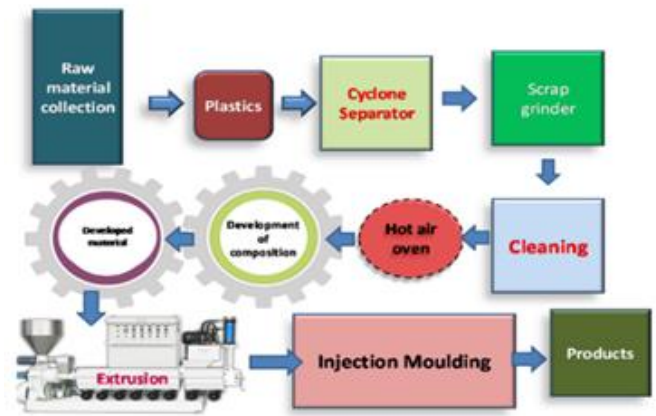 Raw
material
collection
Plastics
Cyclone
Separator
Scrap
grinder
Developed
material
Development
of
composition
Hot air
oven
Cleaning
Extrusion
Injection Moulding
Products